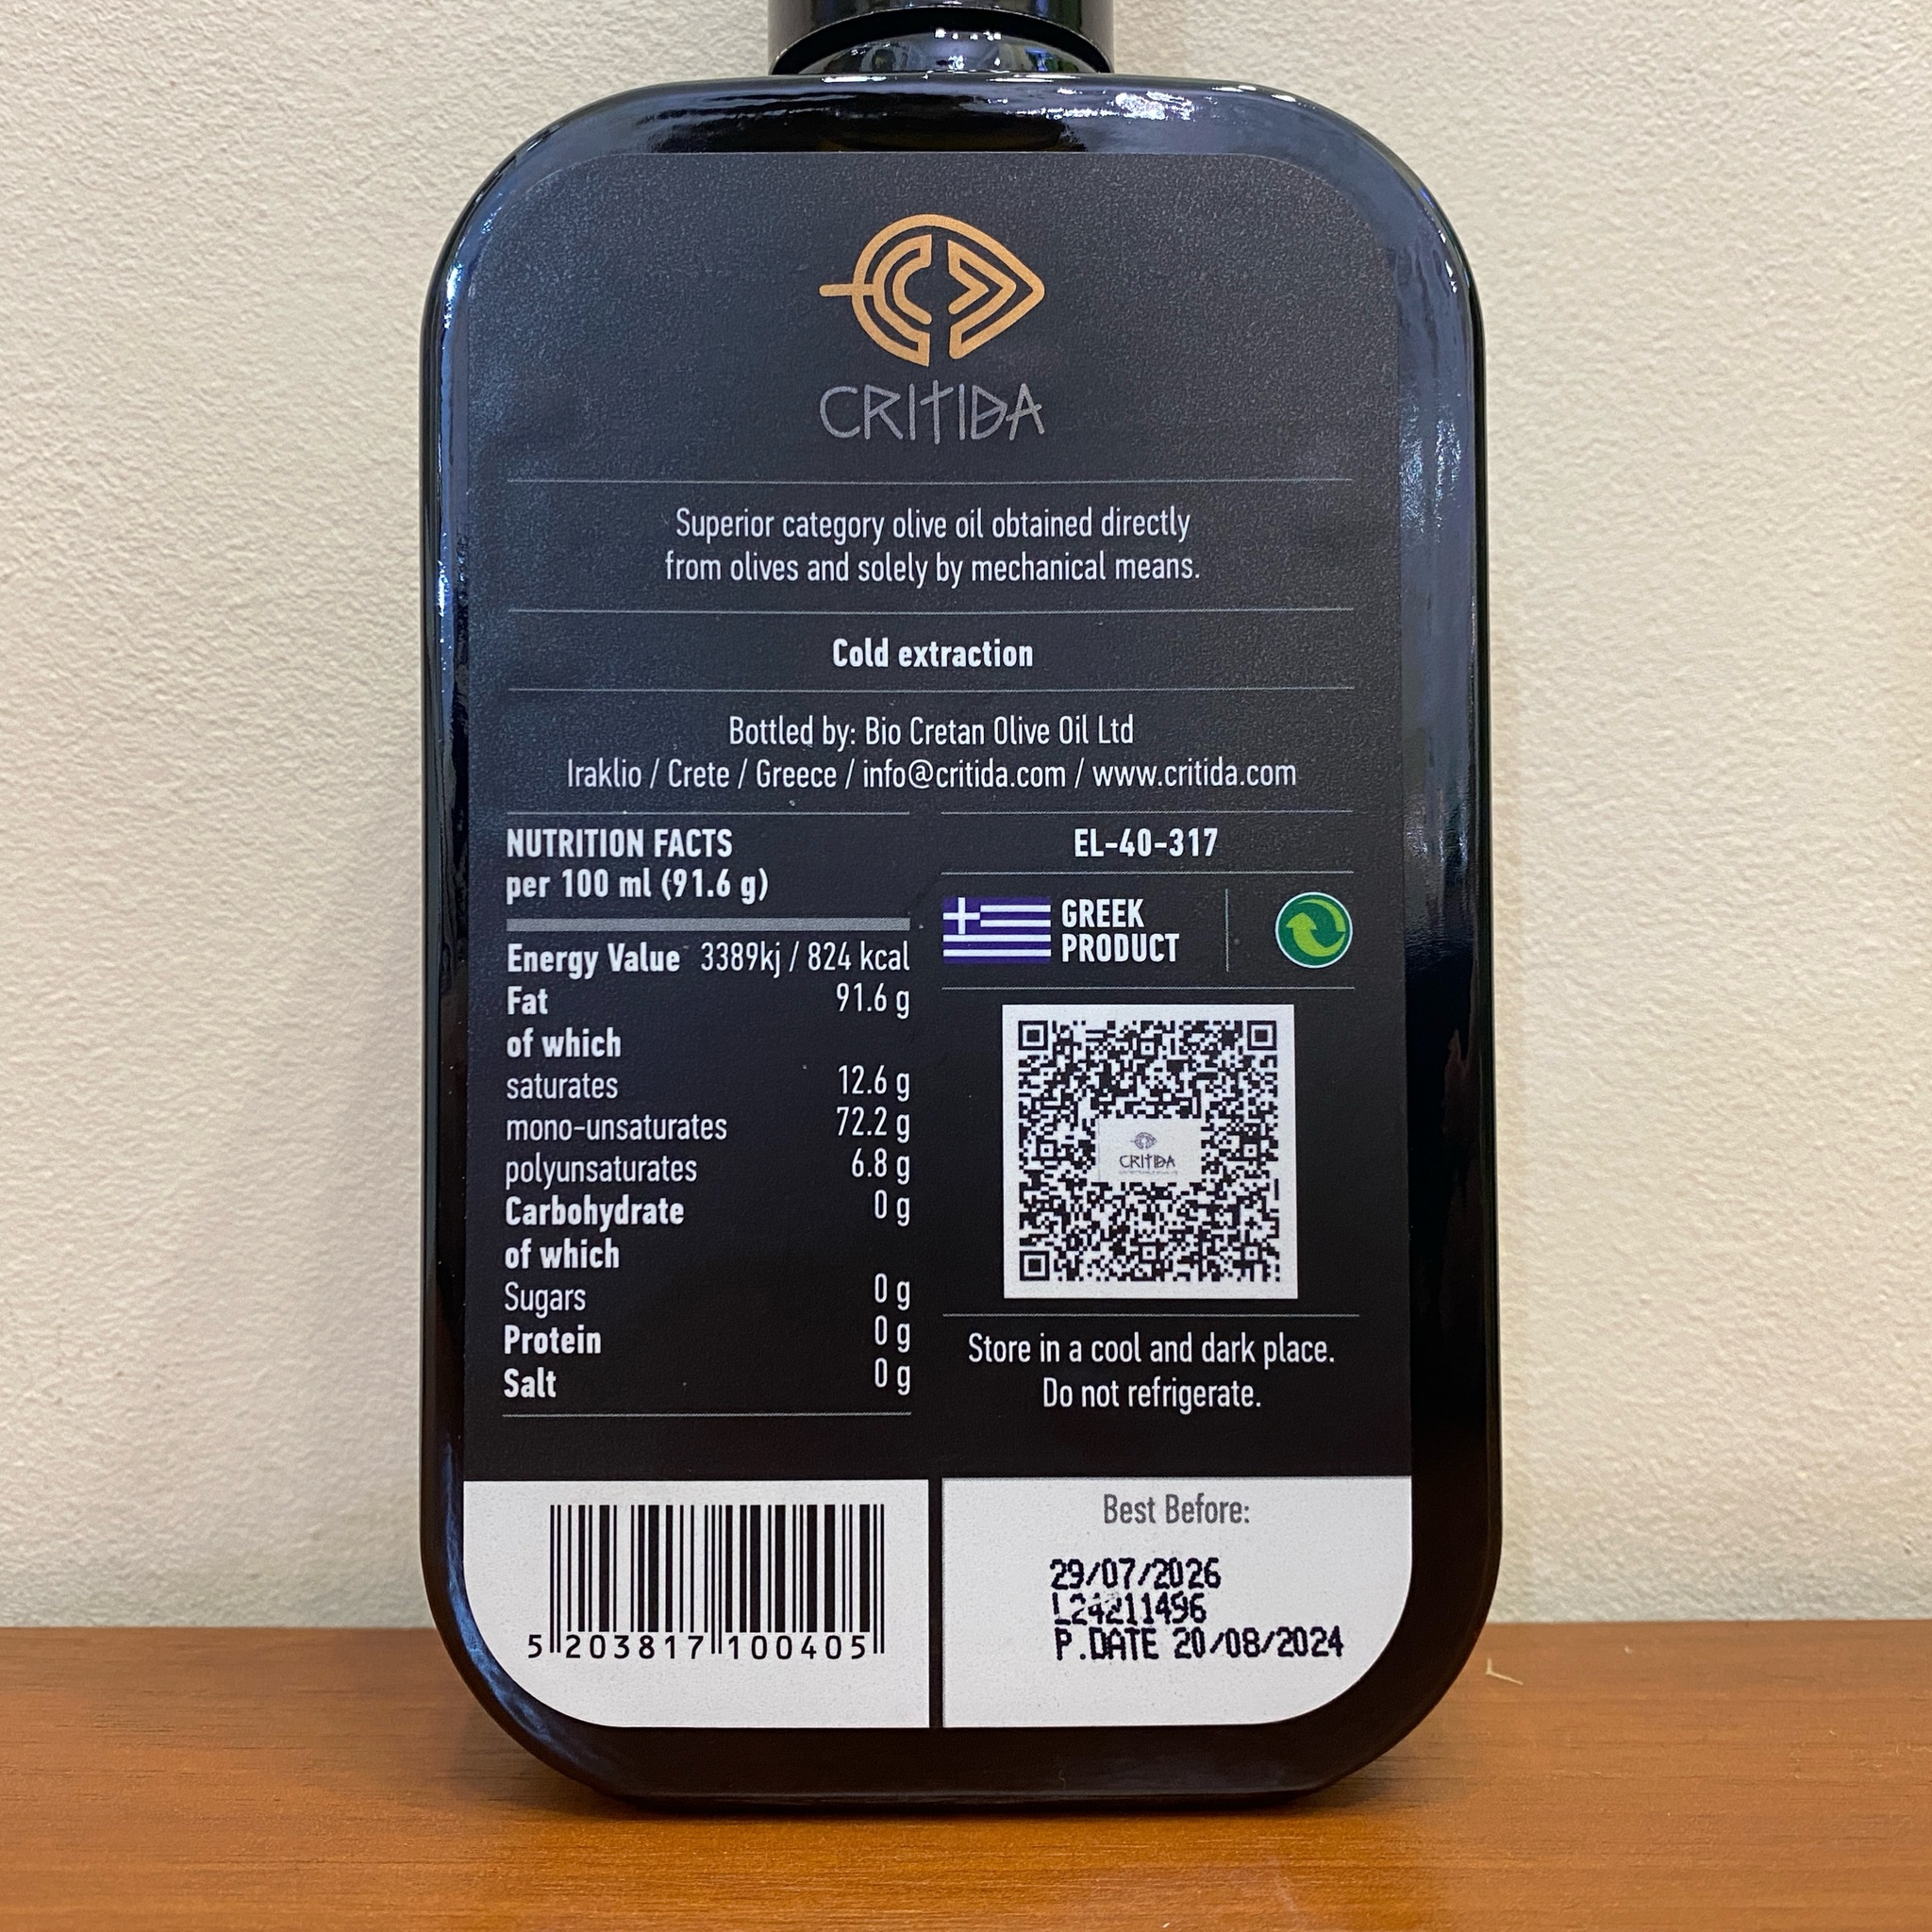 CRITIDA
Superior category olive oil obtained directly
from olives and solely by mechanical means.
Cold extraction
Bottled by: Bio Cretan Olive Oil Ltd
Iraklio / Crete / Greece / info@critida.com / www.critida.com
NUTRITION FACTS
per 100 ml (91.6 g)
Energy Value 3389kj / 824 kcal
Fat 91.6 g
of which
saturates 12.6 g
mono-unsaturates 72.2 g
polyunsaturates 6.8 g
Carbohydrate 0 g
of which
Sugars 0 g
Protein 0 g
Salt 0 g
EL-40-317
GREEK
PRODUCT
CRITIDA
Store in a cool and dark place.
Do not refrigerate.
5 203817 100405
Best Before:
29/07/2026
L24211496
P.DATE 20/08/2024